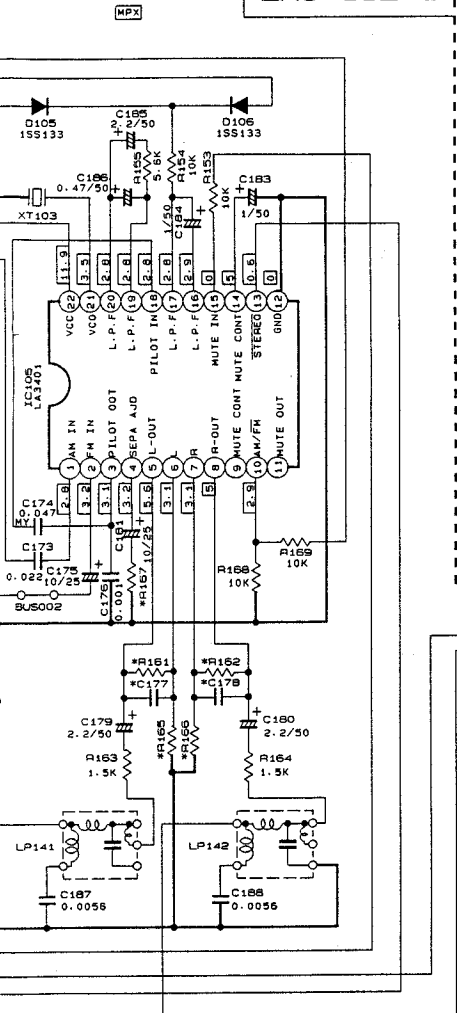 MPX
D105
1SS133
C185
2.2/50
D106
1SS133
R155
5.6K
R154
10K
R153
10K
C186
0.47/50
C183
1/50
C184
1/50
XT103
11.9
3.5
2.8
2.8
2.8
2.8
2.9
0
5
0.6
0
22
21
20
19
18
17
16
15
14
13
12
VCC
VCO
L.P.F
L.P.F
PILOT IN
L.P.F
L.P.F
MUTE IN
MUTE CONT
STEREO
GND
IC105
LA3401
AM IN
FM IN
PILOT OOT
SEPA AJD
L-OUT
L
R
R-OUT
MUTE CONT
AM/FM
MUTE OUT
1
2
3
4
5
6
7
8
9
10
11
2.8
3.2
3.1
3.2
5.6
3.1
3.1
5
2.9
C174
0.047
MY
C173
0.022
C175
10/25
C181
10/25
C176
0.001
*R167
R169
10K
R168
10K
BUS002
*R161
*C177
*R162
*C178
C179
2.2/50
*R165
*R166
C180
2.2/50
R163
1.5K
R164
1.5K
LP141
LP142
C187
0.0056
C188
0.0056